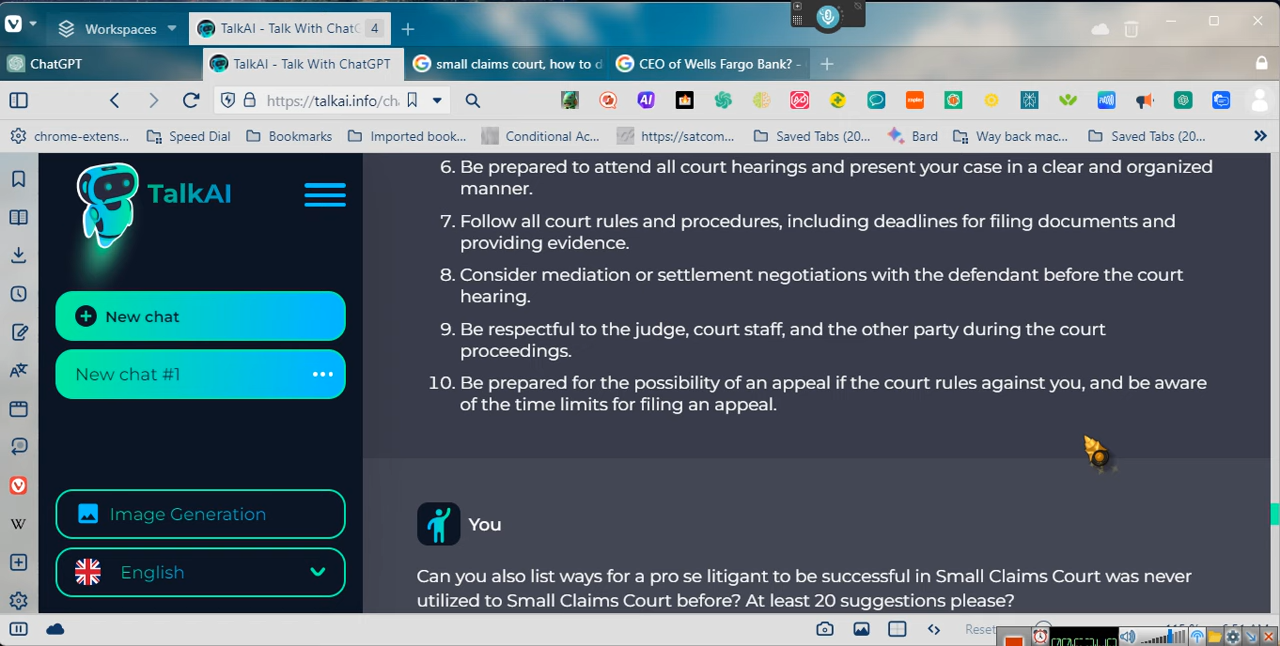 Workspaces
TalkAI - Talk With ChatG 4
ChatGPT
TalkAI - Talk With ChatGPT
small claims court, how to d
CEO of Wells Fargo Bank? -
https://talkai.info/cha
AI
zapier
chrome-extens...
Speed Dial
Bookmarks
Imported book...
Conditional Ac...
https://satcom...
Saved Tabs (20...
Bard
Way back mac...
Saved Tabs (20...
TalkAI
New chat
New chat #1
Image Generation
English
W
6. Be prepared to attend all court hearings and present your case in a clear and organized
manner.
7. Follow all court rules and procedures, including deadlines for filing documents and
providing evidence.
8. Consider mediation or settlement negotiations with the defendant before the court
hearing.
9. Be respectful to the judge, court staff, and the other party during the court
proceedings.
10. Be prepared for the possibility of an appeal if the court rules against you, and be aware
of the time limits for filing an appeal.
You
Can you also list ways for a pro se litigant to be successful in Small Claims Court was never
utilized to Small Claims Court before? At least 20 suggestions please?
Reset